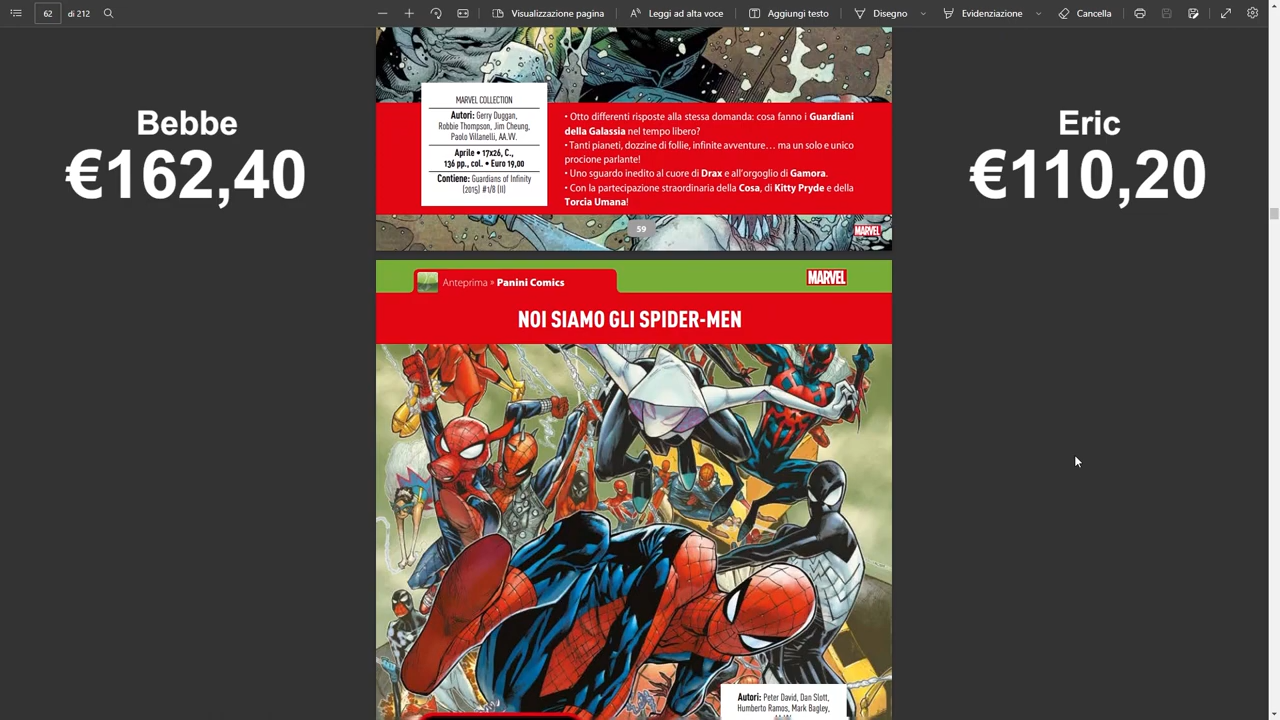 62 di 212 Visualizzazione pagina Leggi ad alta voce Aggiungi testo Disegno Evidenziazione Cancella
Bebbe
€162,40
Eric
€110,20
MARVEL COLLECTION
Autori: Gerry Duggan,
Robbie Thompson, Jim Cheung,
Paolo Villanelli, AA.VV.
Aprile • 17x26, C.,
136 pp., col. • Euro 19,00
Contiene: Guardians of Infinity
(2015) #1/8 (II)
• Otto differenti risposte alla stessa domanda: cosa fanno i Guardiani
della Galassia nel tempo libero?
• Tanti pianeti, dozzine di follie, infinite avventure… ma un solo e unico
procione parlante!
• Uno sguardo inedito al cuore di Drax e all'orgoglio di Gamora.
• Con la partecipazione straordinaria della Cosa, di Kitty Pryde e della
Torcia Umana!
59
MARVEL
Anteprima » Panini Comics
MARVEL
NOI SIAMO GLI SPIDER-MEN
Autori: Peter David, Dan Slott,
Humberto Ramos, Mark Bagley,